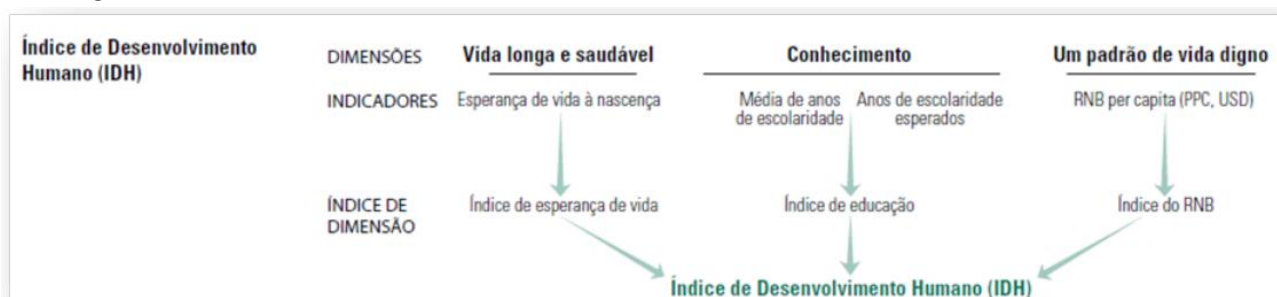 Índice de Desenvolvimento
Humano (IDH)
DIMENSÕES
Vida longa e saudável
Conhecimento
Um padrão de vida digno
INDICADORES
Esperança de vida à nascença
Média de anos
de escolaridade
Anos de escolaridade
esperados
RNB per capita (PPC, USD)
ÍNDICE DE
DIMENSÃO
Índice de esperança de vida
Índice de educação
Índice do RNB
Índice de Desenvolvimento Humano (IDH)